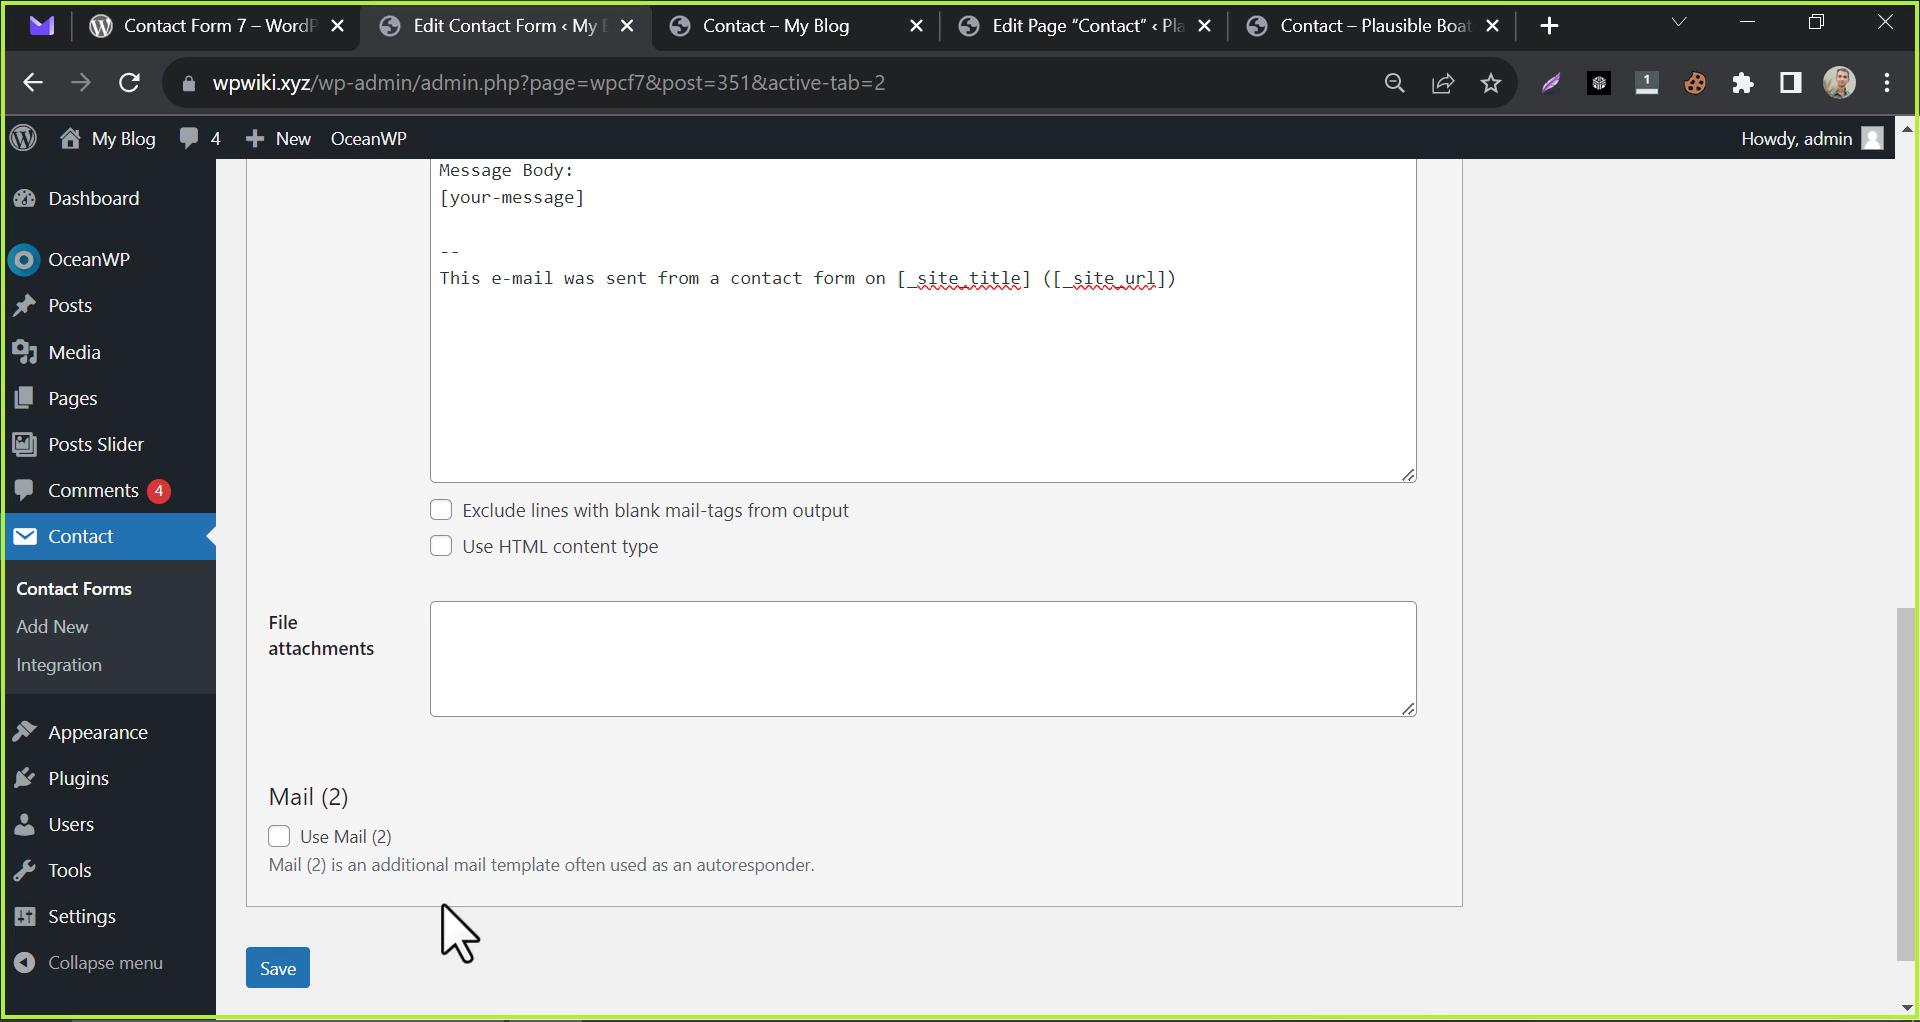 Contact Form 7 – WordP
Edit Contact Form ‹ My
Contact – My Blog
Edit Page “Contact” ‹ Pla
Contact – Plausible Boat
wpwiki.xyz/wp-admin/admin.php?page=wpcf7&post=351&active-tab=2
1
My Blog
4
New
OceanWP
Howdy, admin
Dashboard
OceanWP
Posts
Media
Pages
Posts Slider
Comments 4
Contact
Contact Forms
Add New
Integration
Appearance
Plugins
Users
Tools
Settings
Collapse menu
Message Body:
[your-message]
--
This e-mail was sent from a contact form on [_site_title] ([_site_url])
Exclude lines with blank mail-tags from output
Use HTML content type
File
attachments
Mail (2)
Use Mail (2)
Mail (2) is an additional mail template often used as an autoresponder.
Save